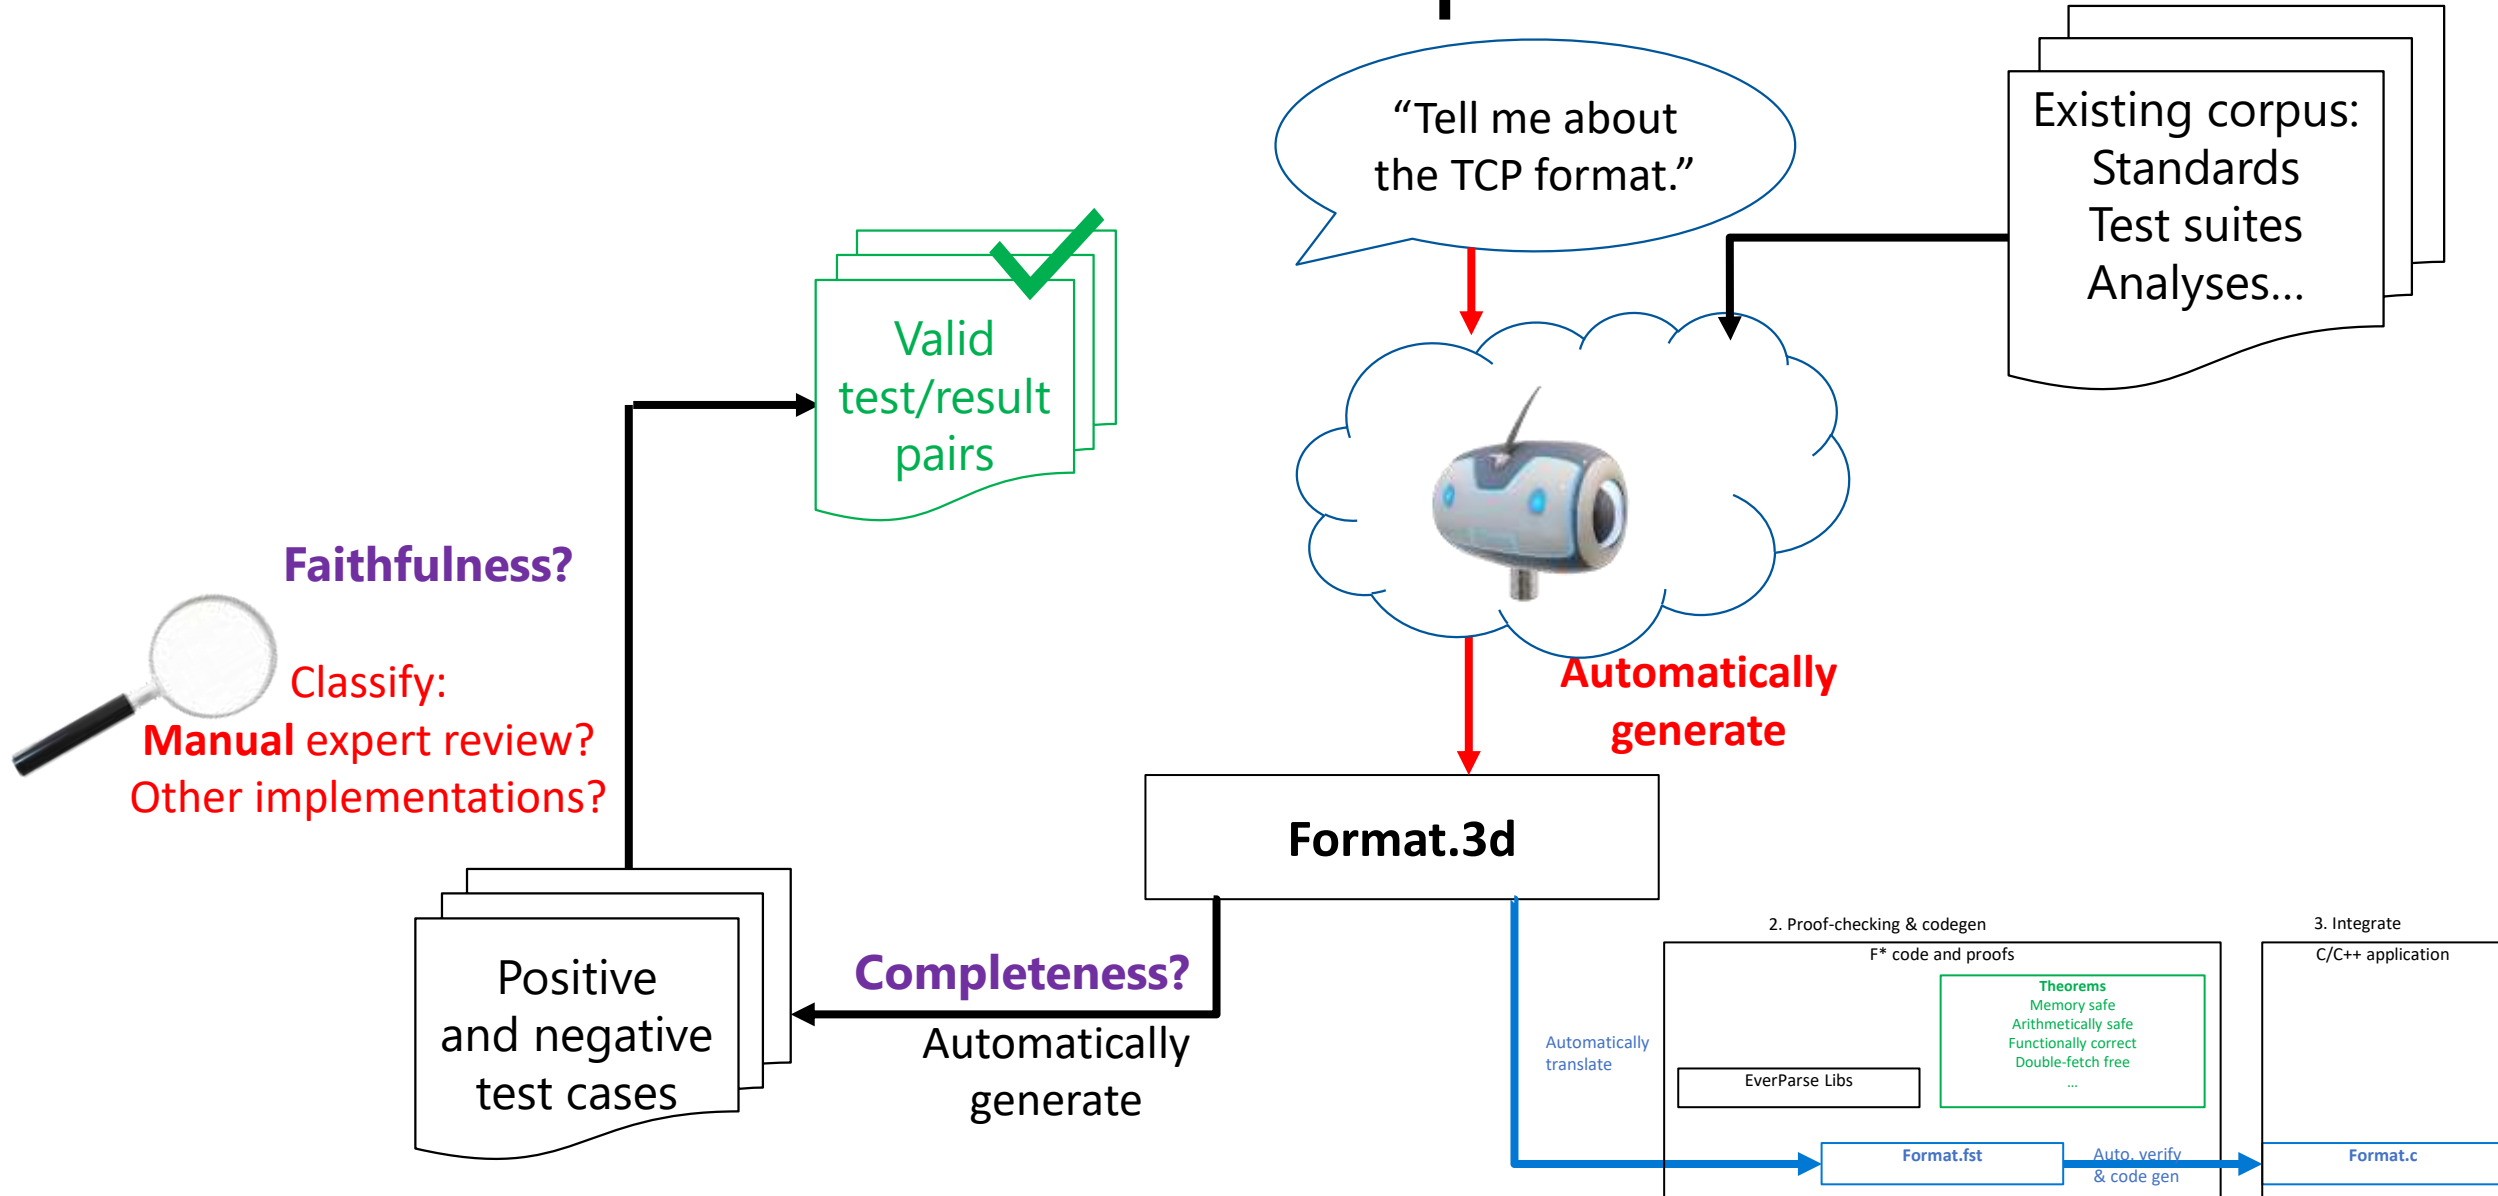 “Tell me about
the TCP format.”
Existing corpus:
Standards
Test suites
Analyses...
Valid
test/result
pairs
Faithfulness?
Classify:
Manual expert review?
Other implementations?
Automatically
generate
Format.3d
Completeness?
Automatically
generate
Positive
and negative
test cases
2. Proof-checking & codegen
F* code and proofs
Theorems
Memory safe
Arithmetically safe
Functionally correct
Double-fetch free
...
Automatically
translate
EverParse Libs
Format.fst
Auto. verify
& code gen
3. Integrate
C/C++ application
Format.c